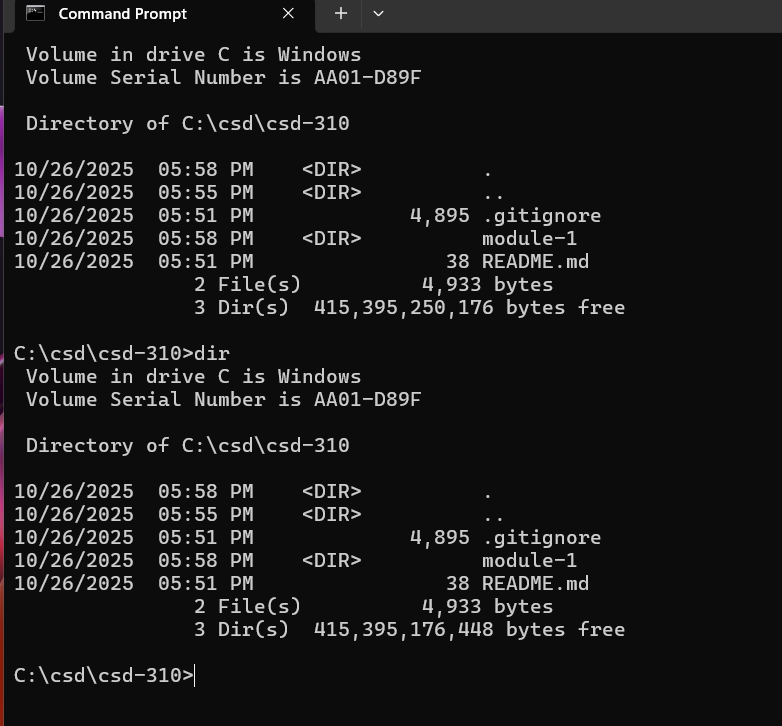 Command Prompt
Volume in drive C is Windows
Volume Serial Number is AA01-D89F
Directory of C:\csd\csd-310
10/26/2025  05:58 PM    <DIR>          .
10/26/2025  05:55 PM    <DIR>          ..
10/26/2025  05:51 PM             4,895 .gitignore
10/26/2025  05:58 PM    <DIR>          module-1
10/26/2025  05:51 PM                38 README.md
               2 File(s)          4,933 bytes
               3 Dir(s)  415,395,250,176 bytes free
C:\csd\csd-310>dir
Volume in drive C is Windows
Volume Serial Number is AA01-D89F
Directory of C:\csd\csd-310
10/26/2025  05:58 PM    <DIR>          .
10/26/2025  05:55 PM    <DIR>          ..
10/26/2025  05:51 PM             4,895 .gitignore
10/26/2025  05:58 PM    <DIR>          module-1
10/26/2025  05:51 PM                38 README.md
               2 File(s)          4,933 bytes
               3 Dir(s)  415,395,176,448 bytes free
C:\csd\csd-310>